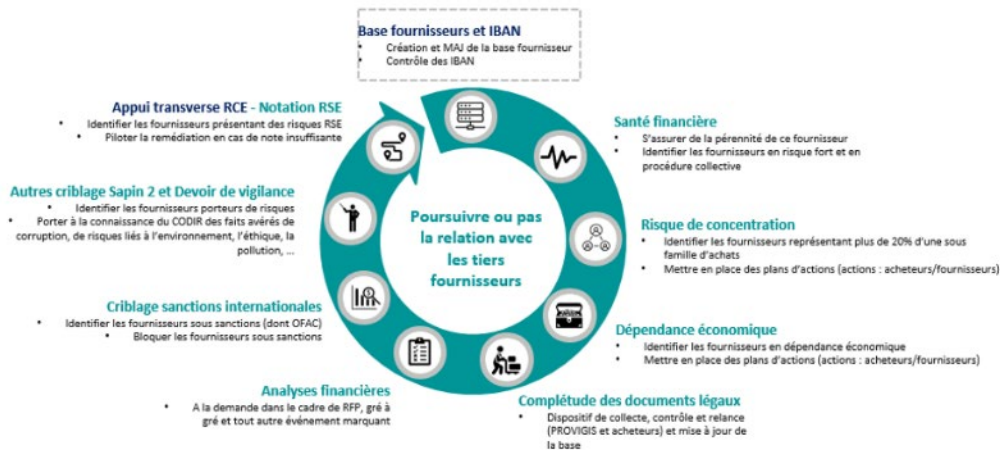 Base fournisseurs et IBAN
• Création et MAJ de la base fournisseur
• Contrôle des IBAN
Santé financière
• S'assurer de la pérennité de ce fournisseur
• Identifier les fournisseurs en risque fort et en
procédure collective
Risque de concentration
• Identifier les fournisseurs représentant plus de 20% d'une sous
famille d'achats
• Mettre en place des plans d'actions (actions : acheteurs/fournisseurs)
Dépendance économique
• Identifier les fournisseurs en dépendance économique
• Mettre en place des plans d'actions (actions : acheteurs/fournisseurs)
Complétude des documents légaux
• Dispositif de collecte, contrôle et relance
(PROVIGIS et acheteurs) et mise à jour de
la base
Analyses financières
• A la demande dans le cadre de RFP, gré à
gré et tout autre événement marquant
Criblage sanctions internationales
• Identifier les fournisseurs sous sanctions (dont OFAC)
• Bloquer les fournisseurs sous sanctions
Autres criblage Sapin 2 et Devoir de vigilance
• Identifier les fournisseurs porteurs de risques
• Porter à la connaissance du CODIR des faits avérés de
corruption, de risques liés à l'environnement, l'éthique, la
pollution, ...
Appui transverse RCE - Notation RSE
• Identifier les fournisseurs présentant des risques RSE
• Piloter la remédiation en cas de note insuffisante
Poursuivre ou pas
la relation avec
les tiers
fournisseurs